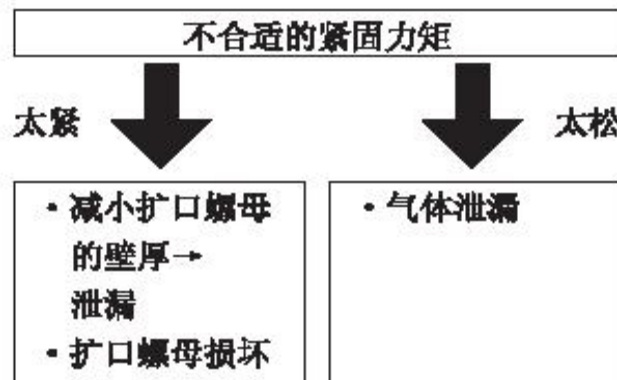 不合适的紧固力矩
太紧
太松
・减小扩口螺母
的壁厚→
泄漏
・扩口螺母损坏
・气体泄漏